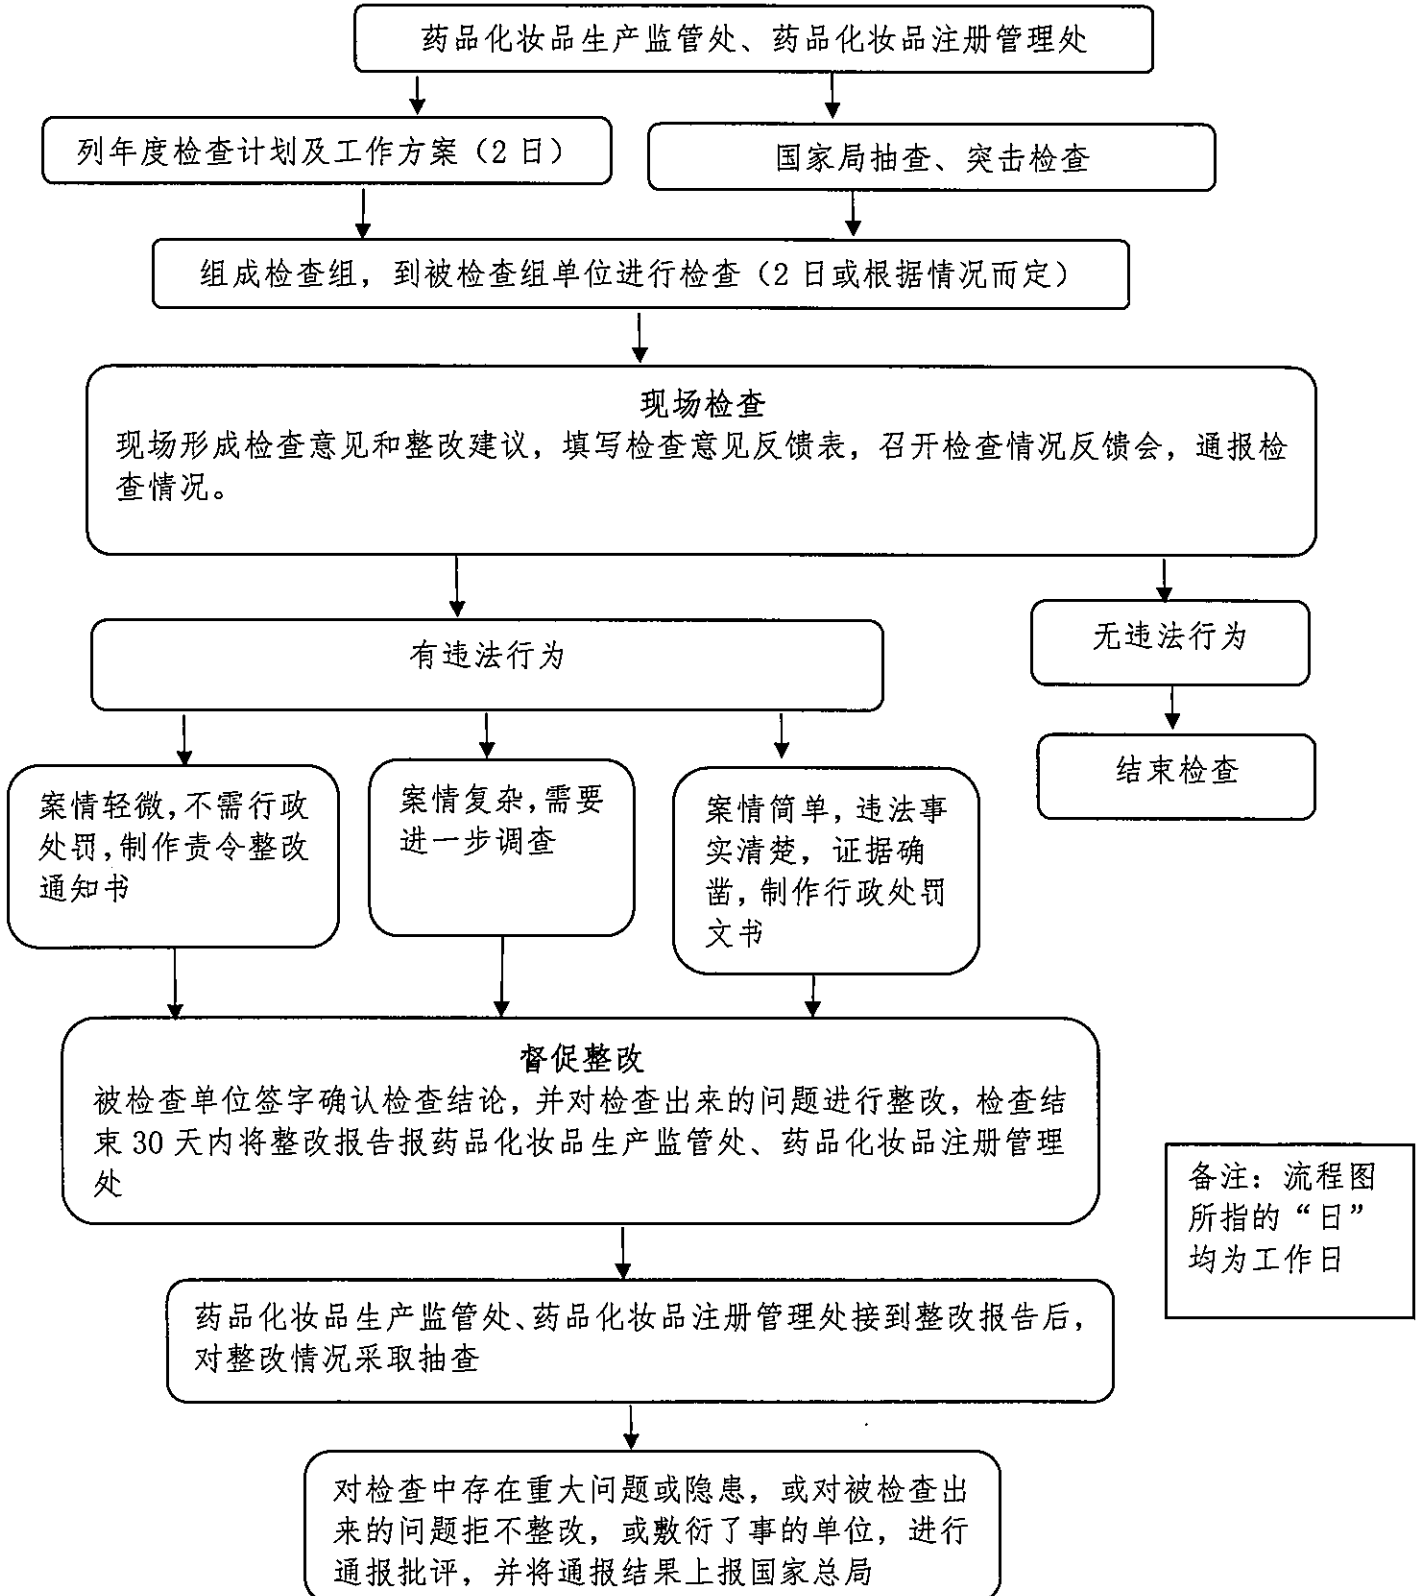 药品化妆品生产监管处、药品化妆品注册管理处
列年度检查计划及工作方案（2 日）
国家局抽查、突击检查
组成检查组，到被检查组单位进行检查（2 日或根据情况而定）
现场检查
现场形成检查意见和整改建议，填写检查意见反馈表，召开检查情况反馈会，通报检
查情况。
有违法行为
无违法行为
结束检查
案情轻微，不需行政
处罚，制作责令整改
通知书
案情复杂，需要
进一步调查
案情简单，违法事
实清楚，证据确
凿，制作行政处罚
文书
督促整改
被检查单位签字确认检查结论，并对检查出来的问题进行整改，检查结
束 30 天内将整改报告报药品化妆品生产监管处、药品化妆品注册管理
处
备注：流程图
所指的“日”
均为工作日
药品化妆品生产监管处、药品化妆品注册管理处接到整改报告后，
对整改情况采取抽查
对检查中存在重大问题或隐患，或对被检查出
来的问题拒不整改，或敷衍了事的单位，进行
通报批评，并将通报结果上报国家总局